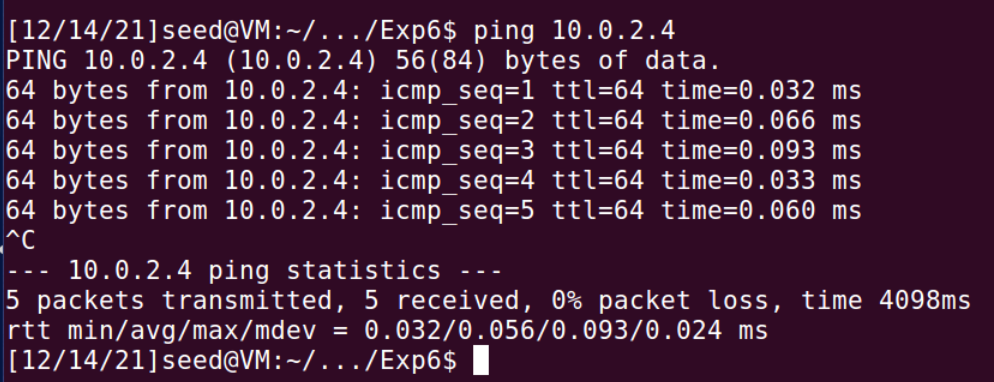 [12/14/21]seed@VM:~/.../Exp6$ ping 10.0.2.4
PING 10.0.2.4 (10.0.2.4) 56(84) bytes of data.
64 bytes from 10.0.2.4: icmp_seq=1 ttl=64 time=0.032 ms
64 bytes from 10.0.2.4: icmp_seq=2 ttl=64 time=0.066 ms
64 bytes from 10.0.2.4: icmp_seq=3 ttl=64 time=0.093 ms
64 bytes from 10.0.2.4: icmp_seq=4 ttl=64 time=0.033 ms
64 bytes from 10.0.2.4: icmp_seq=5 ttl=64 time=0.060 ms
^C
--- 10.0.2.4 ping statistics ---
5 packets transmitted, 5 received, 0% packet loss, time 4098ms
rtt min/avg/max/mdev = 0.032/0.056/0.093/0.024 ms
[12/14/21]seed@VM:~/.../Exp6$